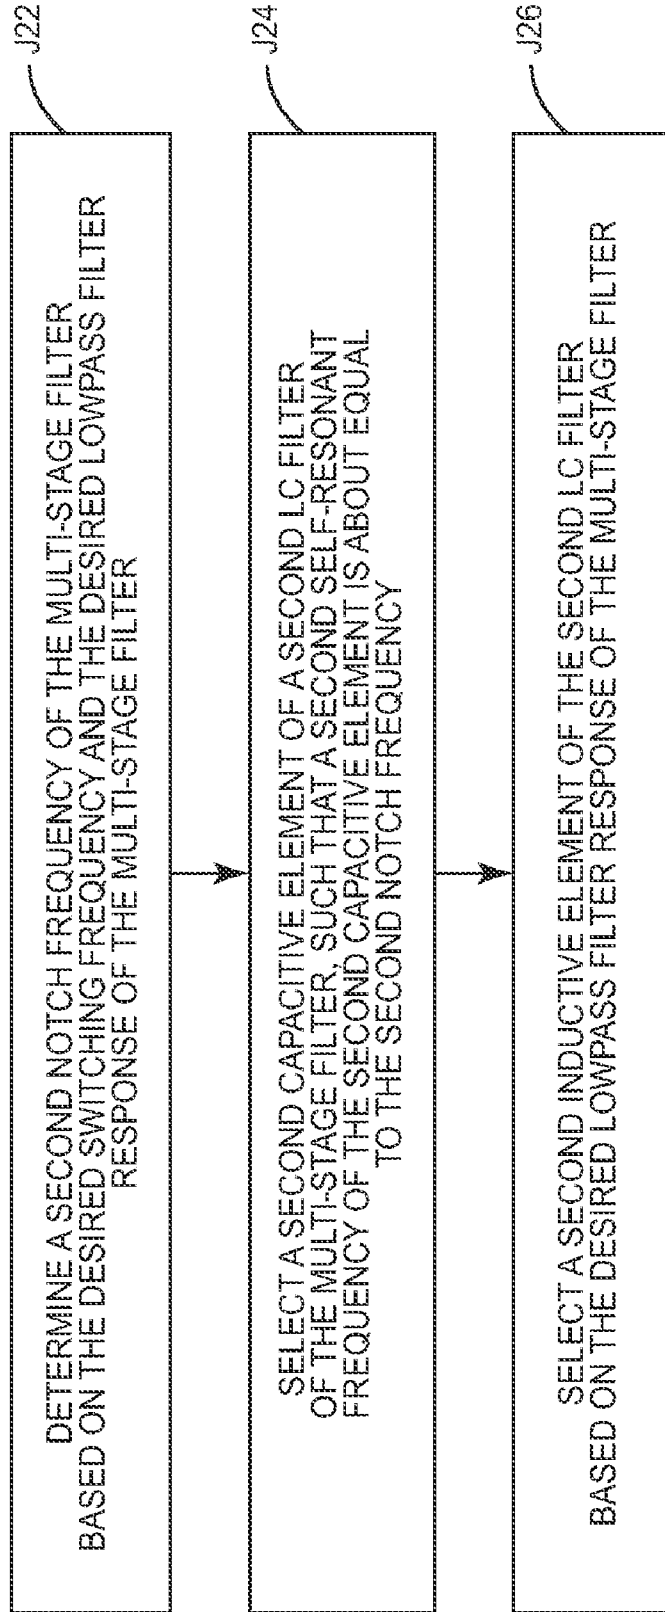 DETERMINE A SECOND NOTCH FREQUENCY OF THE MULTI-STAGE FILTER
BASED ON THE DESIRED SWITCHING FREQUENCY AND THE DESIRED LOWPASS FILTER
RESPONSE OF THE MULTI-STAGE FILTER
J22
SELECT A SECOND CAPACITIVE ELEMENT OF A SECOND LC FILTER
OF THE MULTI-STAGE FILTER, SUCH THAT A SECOND SELF-RESONANT
FREQUENCY OF THE SECOND CAPACITIVE ELEMENT IS ABOUT EQUAL
TO THE SECOND NOTCH FREQUENCY
J24
SELECT A SECOND INDUCTIVE ELEMENT OF THE SECOND LC FILTER
BASED ON THE DESIRED LOWPASS FILTER RESPONSE OF THE MULTI-STAGE FILTER
J26